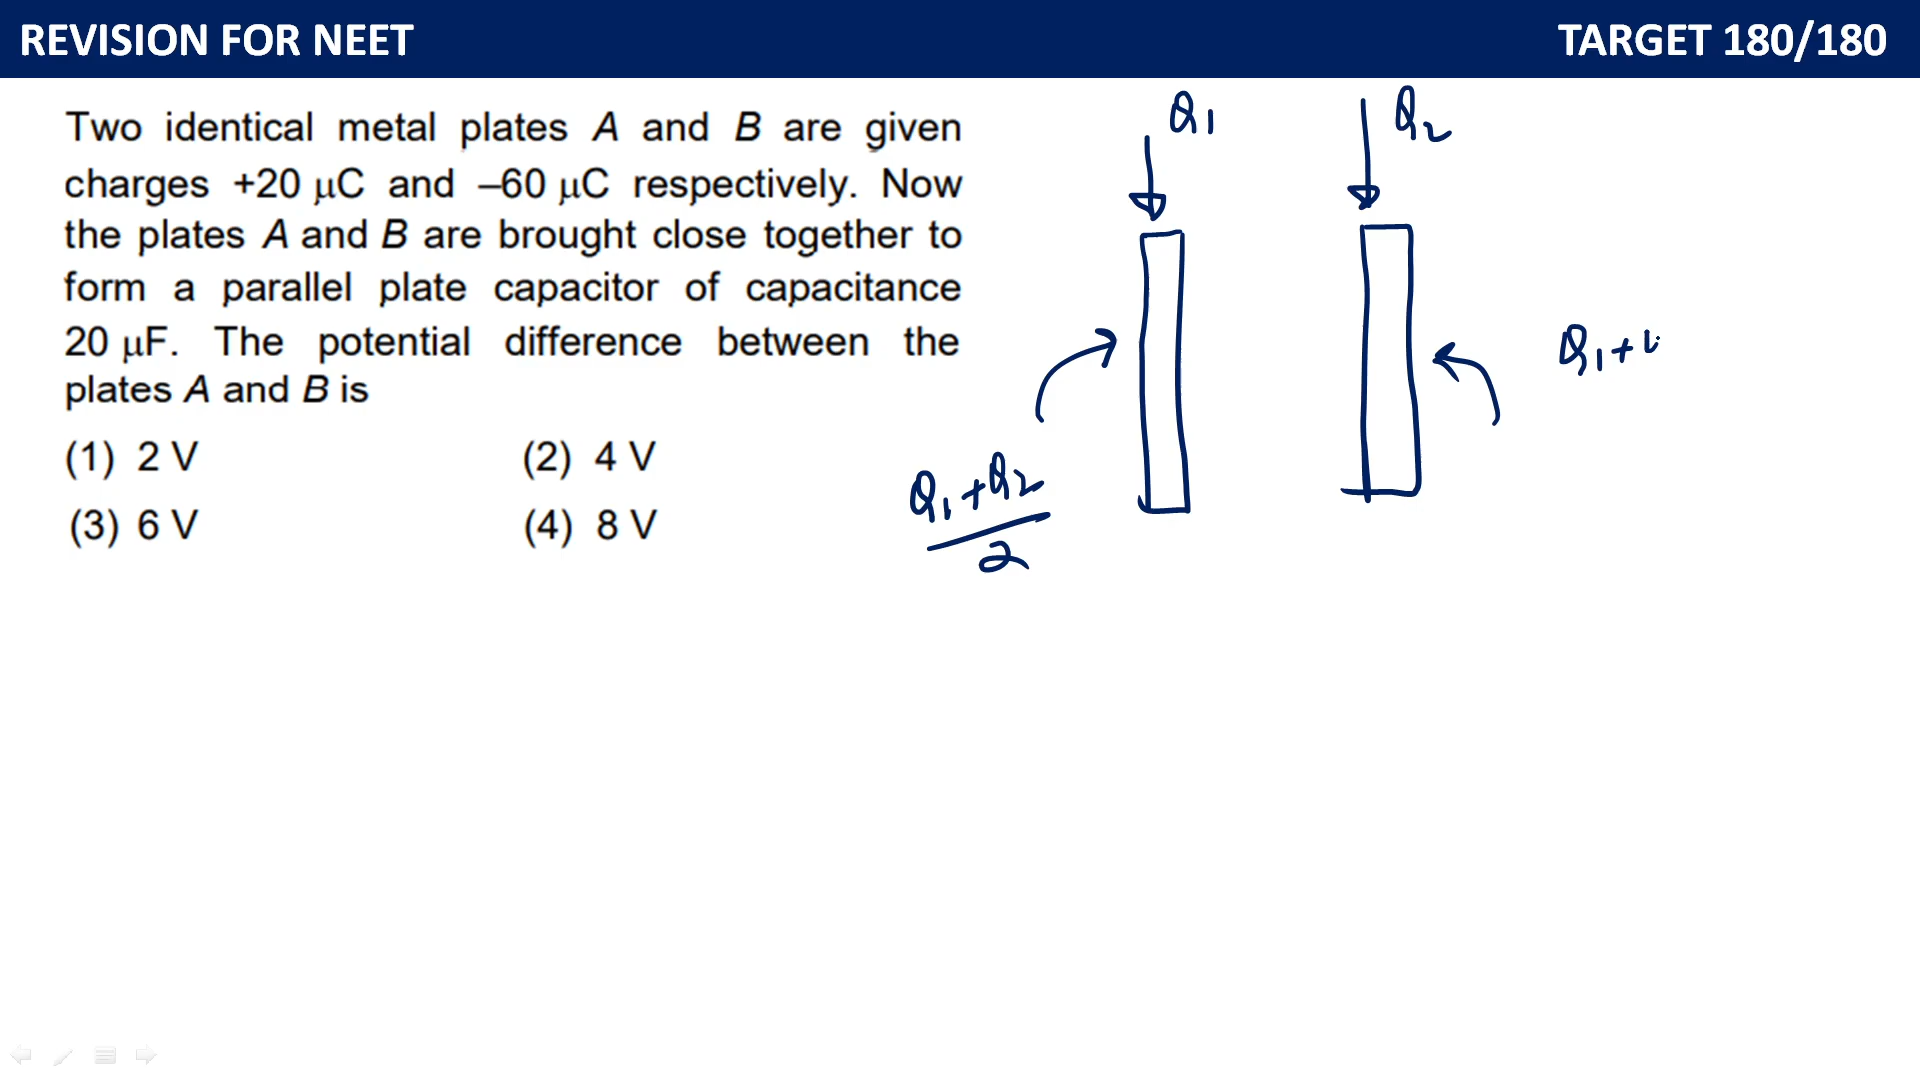 REVISION FOR NEET
TARGET 180/180
Two identical metal plates A and B are given
charges +20 μC and –60 μC respectively. Now
the plates A and B are brought close together to
form a parallel plate capacitor of capacitance
20 μF. The potential difference between the
plates A and B is
(1) 2 V
(2) 4 V
(3) 6 V
(4) 8 V
Q1
Q2
Q1+Q2
2
Q1+